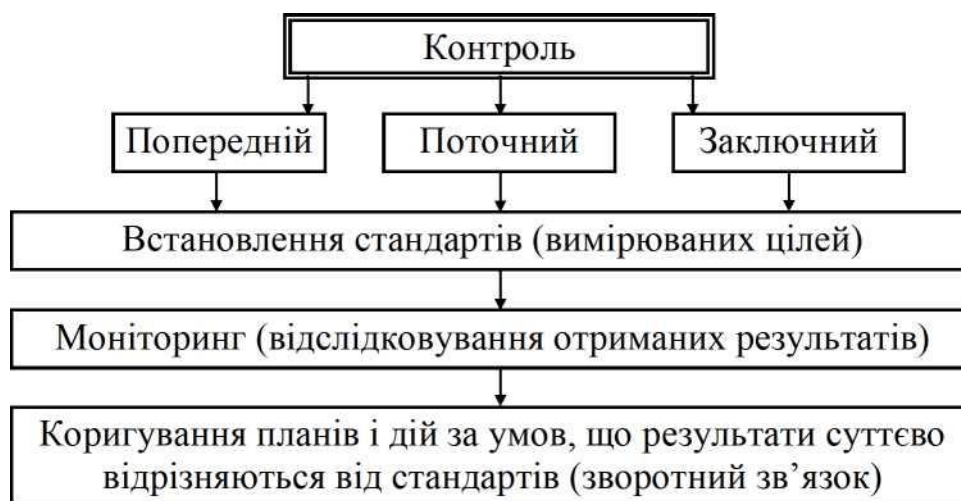 Контроль
Попередній
Поточний
Заключний
Встановлення стандартів (вимірюваних цілей)
Моніторинг (відслідковування отриманих результатів)
Коригування планів і дій за умов, що результати суттєво
відрізняються від стандартів (зворотний зв’язок)